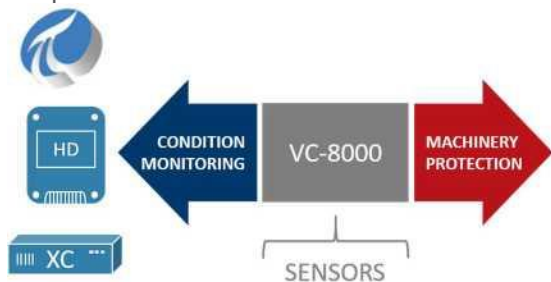 HD
CONDITION
MONITORING
VC-8000
MACHINERY
PROTECTION
XC
SENSORS